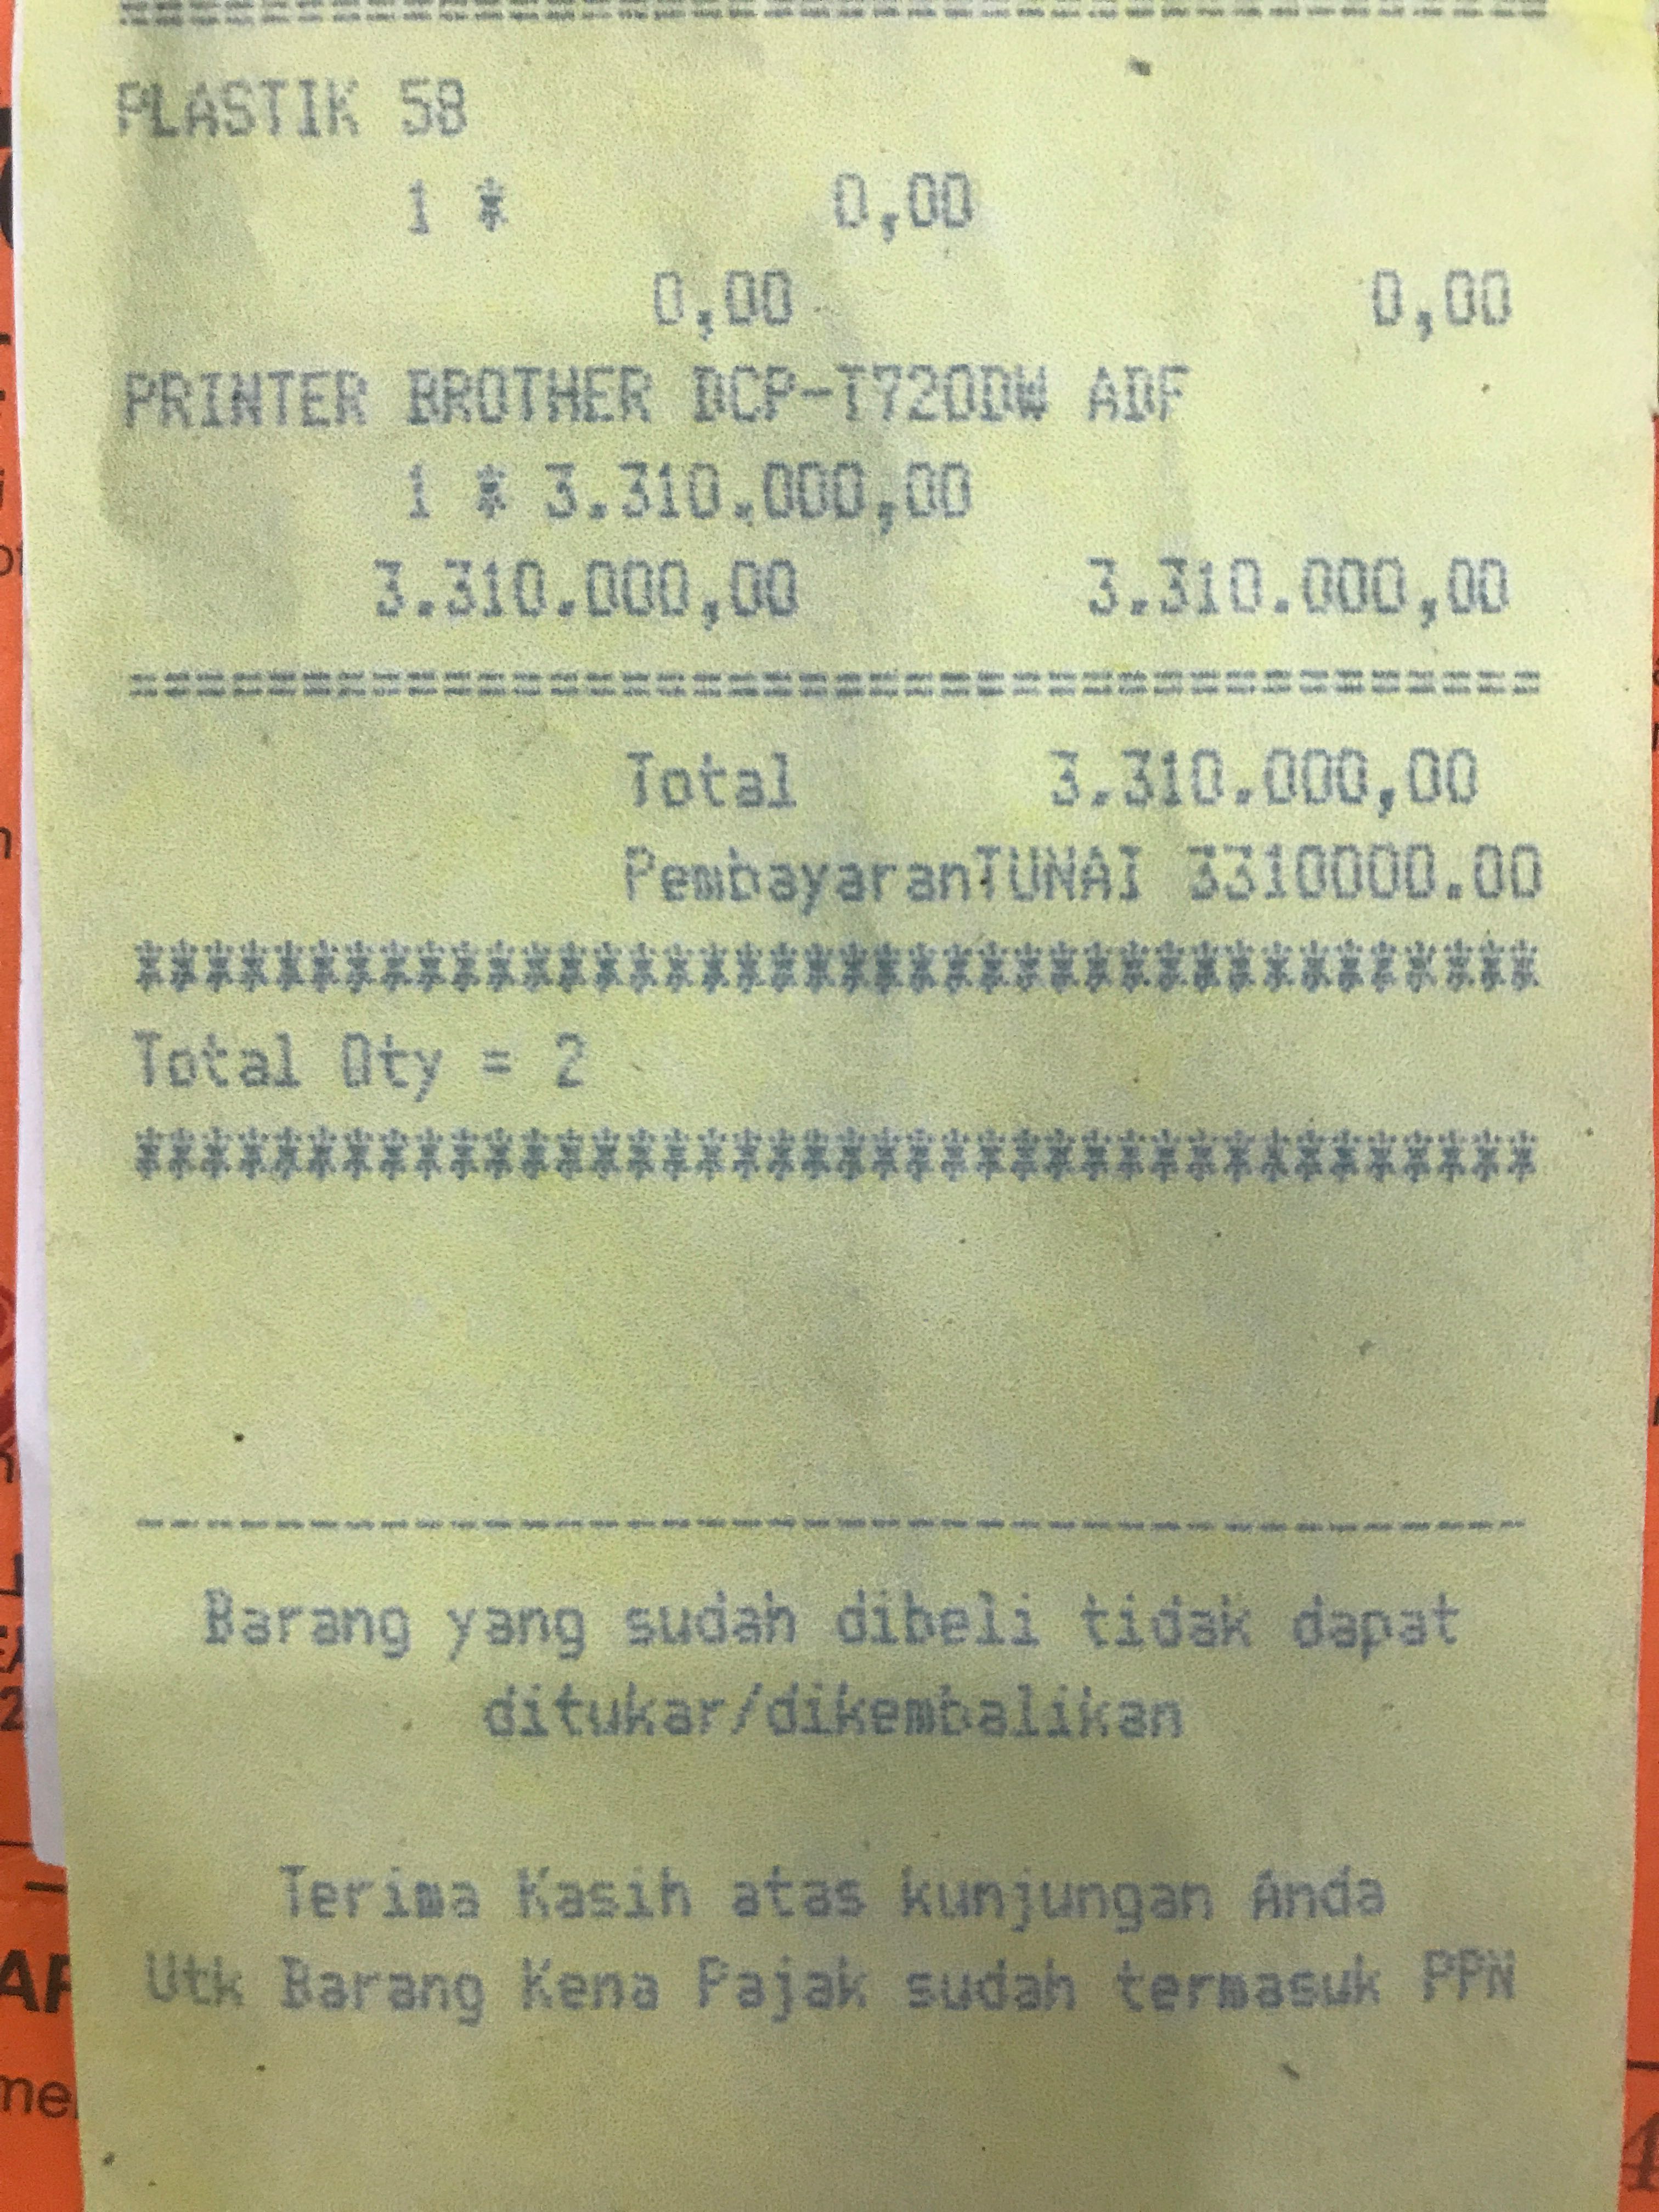 PLASTIK 58
1 * 0,00
0,00 0,00
PRINTER BROTHER DCP-T720DW ADF
1 * 3.310.000,00
3.310.000,00 3.310.000,00
========================================
Total 3.310.000,00
PembayaranTUNAI 3310000.00
****************************************
Total Qty = 2
****************************************
----------------------------------------
Barang yang sudah dibeli tidak dapat
ditukar/dikembalikan
Terima Kasih atas kunjungan Anda
Utk Barang Kena Pajak sudah termasuk PPN